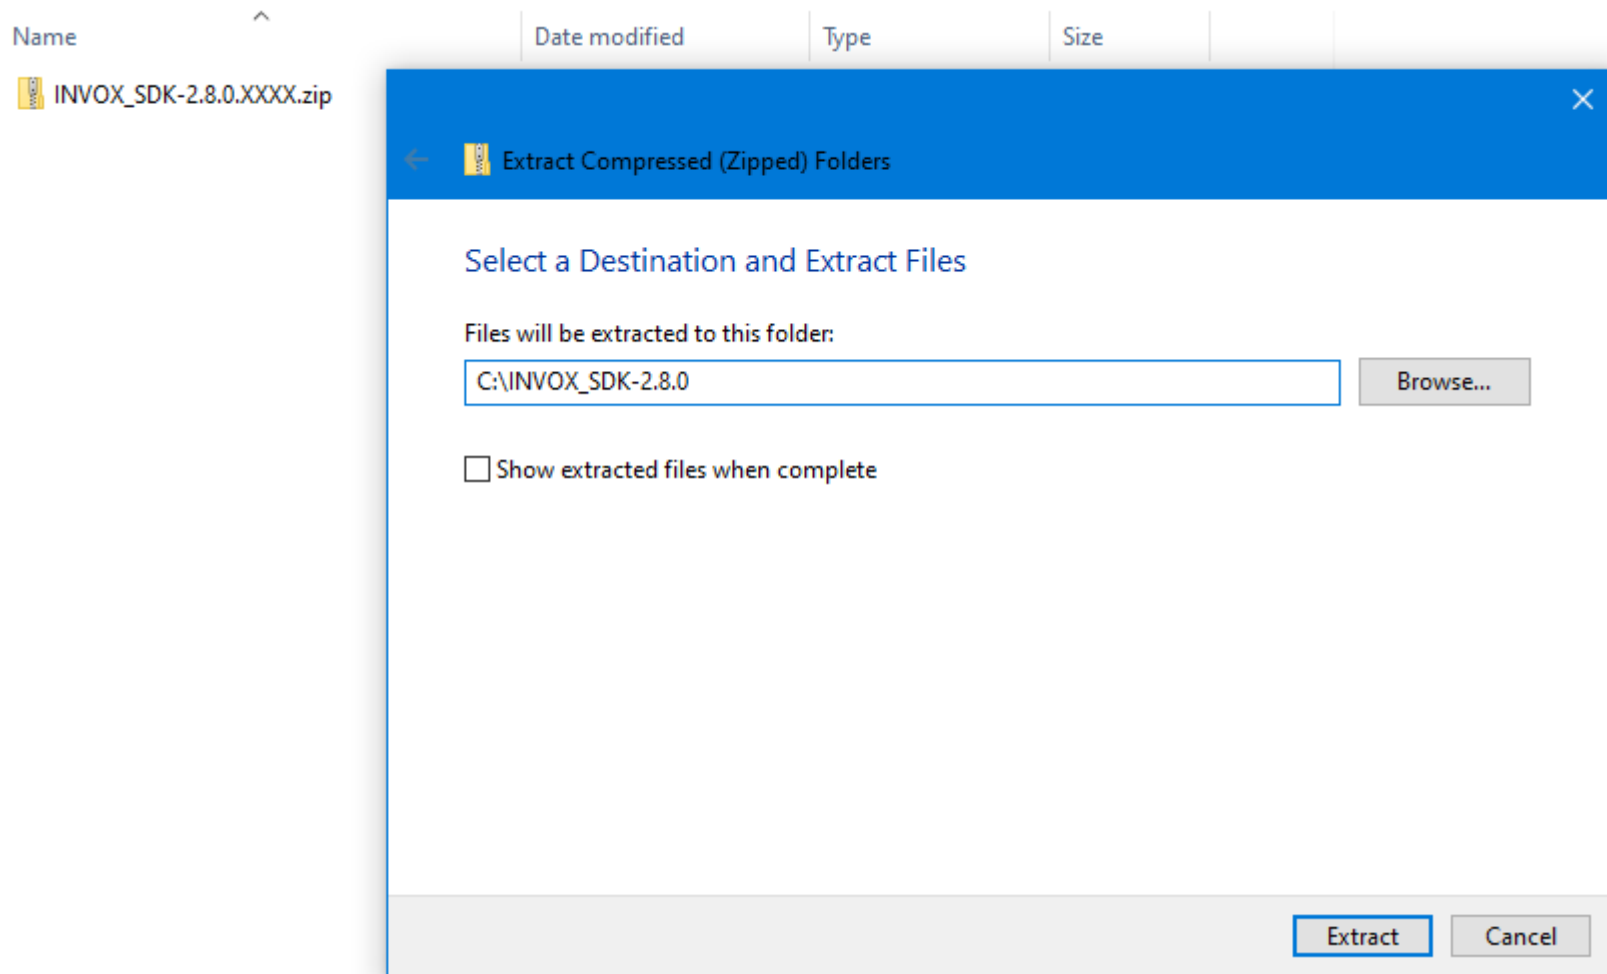 Name Date modified Type Size
INVOX_SDK-2.8.0.XXXX.zip
Extract Compressed (Zipped) Folders
Select a Destination and Extract Files
Files will be extracted to this folder:
C:\INVOX_SDK-2.8.0 Browse...
Show extracted files when complete
Extract Cancel